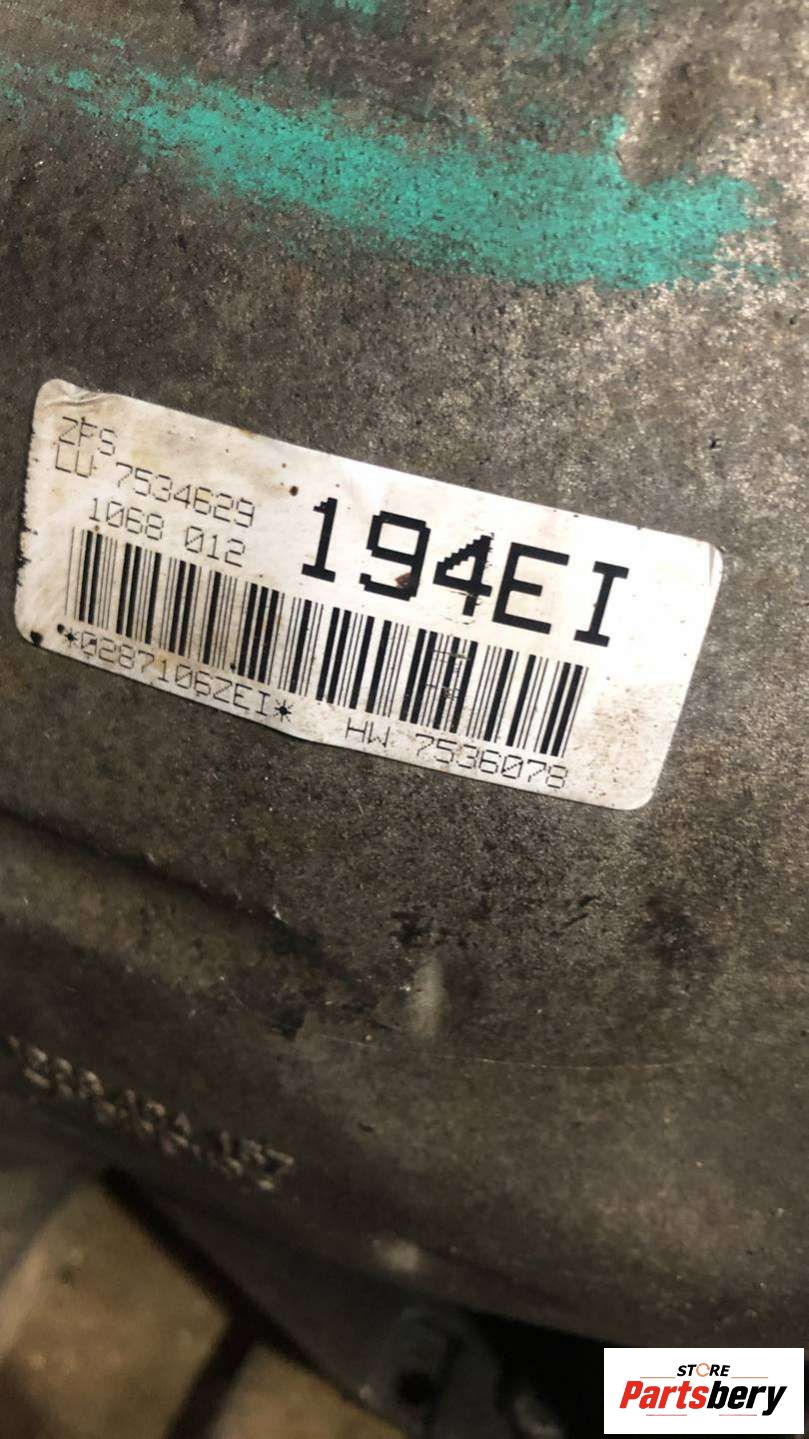 ZFS
LU 7534629
1068 012
194EI
*0287106ZEI*
HW 7536078
STORE
Partsbery